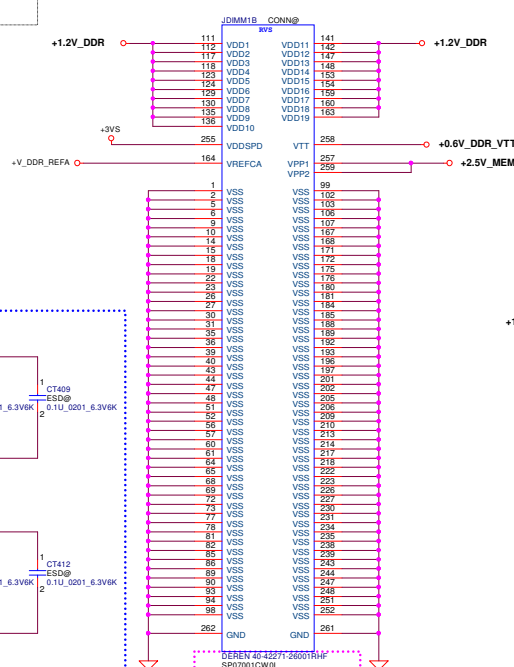 JDIMM1B CONN@
RVS
+1.2V_DDR 111 VDD1 VDD11 141 +1.2V_DDR
112 VDD2 VDD12 142
117 VDD3 VDD13 147
118 VDD4 VDD14 148
123 VDD5 VDD15 153
124 VDD6 VDD16 154
129 VDD7 VDD17 159
130 VDD8 VDD18 160
135 VDD9 VDD19 163
136 VDD10
+3VS 255 VDDSPD VTT 258 +0.6V_DDR_VTT
+V_DDR_REFA 164 VREFCA VPP1 257 +2.5V_MEM
VPP2 259
1 VSS VSS 99
2 VSS VSS 102
5 VSS VSS 103
6 VSS VSS 106
9 VSS VSS 107
10 VSS VSS 167
14 VSS VSS 168
15 VSS VSS 171
18 VSS VSS 172
19 VSS VSS 175
22 VSS VSS 176
23 VSS VSS 180
26 VSS VSS 181
27 VSS VSS 184
30 VSS VSS 185
31 VSS VSS 188
35 VSS VSS 189
36 VSS VSS 192
39 VSS VSS 193
40 VSS VSS 196
43 VSS VSS 197
44 VSS VSS 201
47 VSS VSS 202
48 VSS VSS 205
51 VSS VSS 206
52 VSS VSS 209
56 VSS VSS 210
57 VSS VSS 213
60 VSS VSS 214
61 VSS VSS 217
64 VSS VSS 218
65 VSS VSS 222
68 VSS VSS 223
69 VSS VSS 226
72 VSS VSS 227
73 VSS VSS 230
77 VSS VSS 231
78 VSS VSS 234
81 VSS VSS 235
82 VSS VSS 238
85 VSS VSS 239
86 VSS VSS 243
89 VSS VSS 244
90 VSS VSS 247
93 VSS VSS 248
94 VSS VSS 251
98 VSS VSS 252
262 GND GND 261
DEREN 40-42271-26001RHF
SP07001CW0L
1
CT409
ESD@
1_6.3V6K 0.1U_0201_6.3V6K
2
1
CT412
ESD@
1_6.3V6K 0.1U_0201_6.3V6K
2
+1